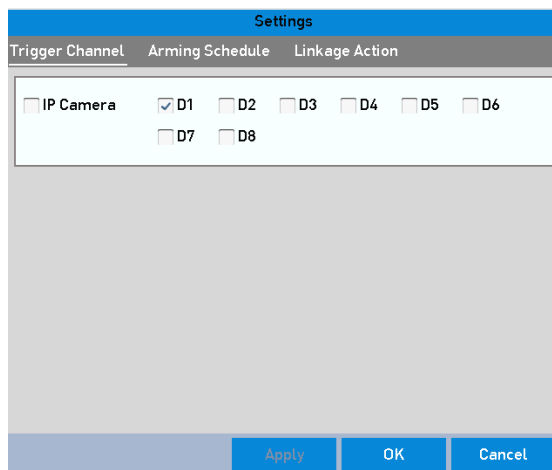 Settings
Trigger Channel Arming Schedule Linkage Action
IP Camera D1 D2 D3 D4 D5 D6
D7 D8
Apply OK Cancel